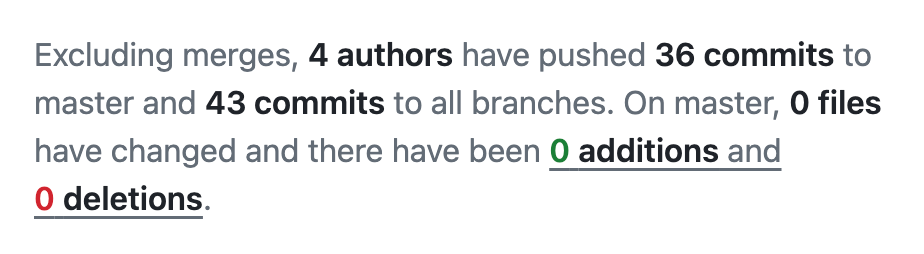 Excluding merges, 4 authors have pushed 36 commits to
master and 43 commits to all branches. On master, 0 files
have changed and there have been 0 additions and
0 deletions.